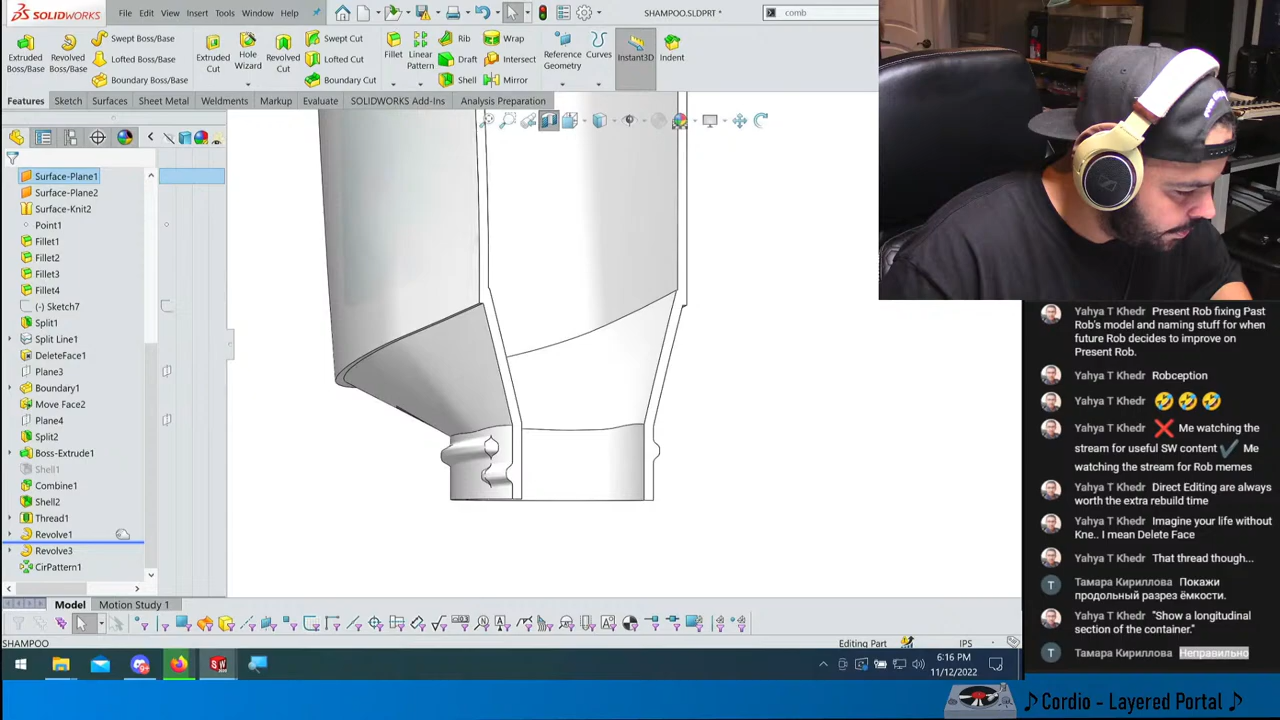 SOLIDWORKS
File Edit View Insert Tools Window Help
SHAMPOO.SLDPRT *
comb
Extruded Boss/Base
Revolved Boss/Base
Swept Boss/Base
Lofted Boss/Base
Boundary Boss/Base
Extruded Cut
Hole Wizard
Revolved Cut
Swept Cut
Lofted Cut
Boundary Cut
Fillet
Linear Pattern
Rib
Draft
Shell
Wrap
Intersect
Mirror
Reference Geometry
Curves
Instant3D
Indent
Features Sketch Surfaces Sheet Metal Weldments Markup Evaluate SOLIDWORKS Add-Ins Analysis Preparation
Surface-Plane1
Surface-Plane2
Surface-Knit2
Point1
Fillet1
Fillet2
Fillet3
Fillet4
(-) Sketch7
Split1
Split Line1
DeleteFace1
Plane3
Boundary1
Move Face2
Plane4
Split2
Boss-Extrude1
Shell1
Combine1
Shell2
Thread1
Revolve1
Revolve3
CirPattern1
Model Motion Study 1
SHAMPOO
Editing Part
IPS
6:16 PM
11/12/2022
Yahya T Khedr Present Rob fixing Past
Rob's model and naming stuff for when
future Rob decides to improve on
Present Rob.
Yahya T Khedr Robception
Yahya T Khedr 🤣 🤣 🤣
Yahya T Khedr ❌ Me watching the
stream for useful SW content ✔ Me
watching the stream for Rob memes
Yahya T Khedr Direct Editing are always
worth the extra rebuild time
Yahya T Khedr Imagine your life without
Kne.. I mean Delete Face
Yahya T Khedr That thread though...
T Тамара Кириллова Покажи
продольный разрез ёмкости.
Yahya T Khedr "Show a longitudinal
section of the container."
T Тамара Кириллова Неправильно
♪ Cordio - Layered Portal ♪